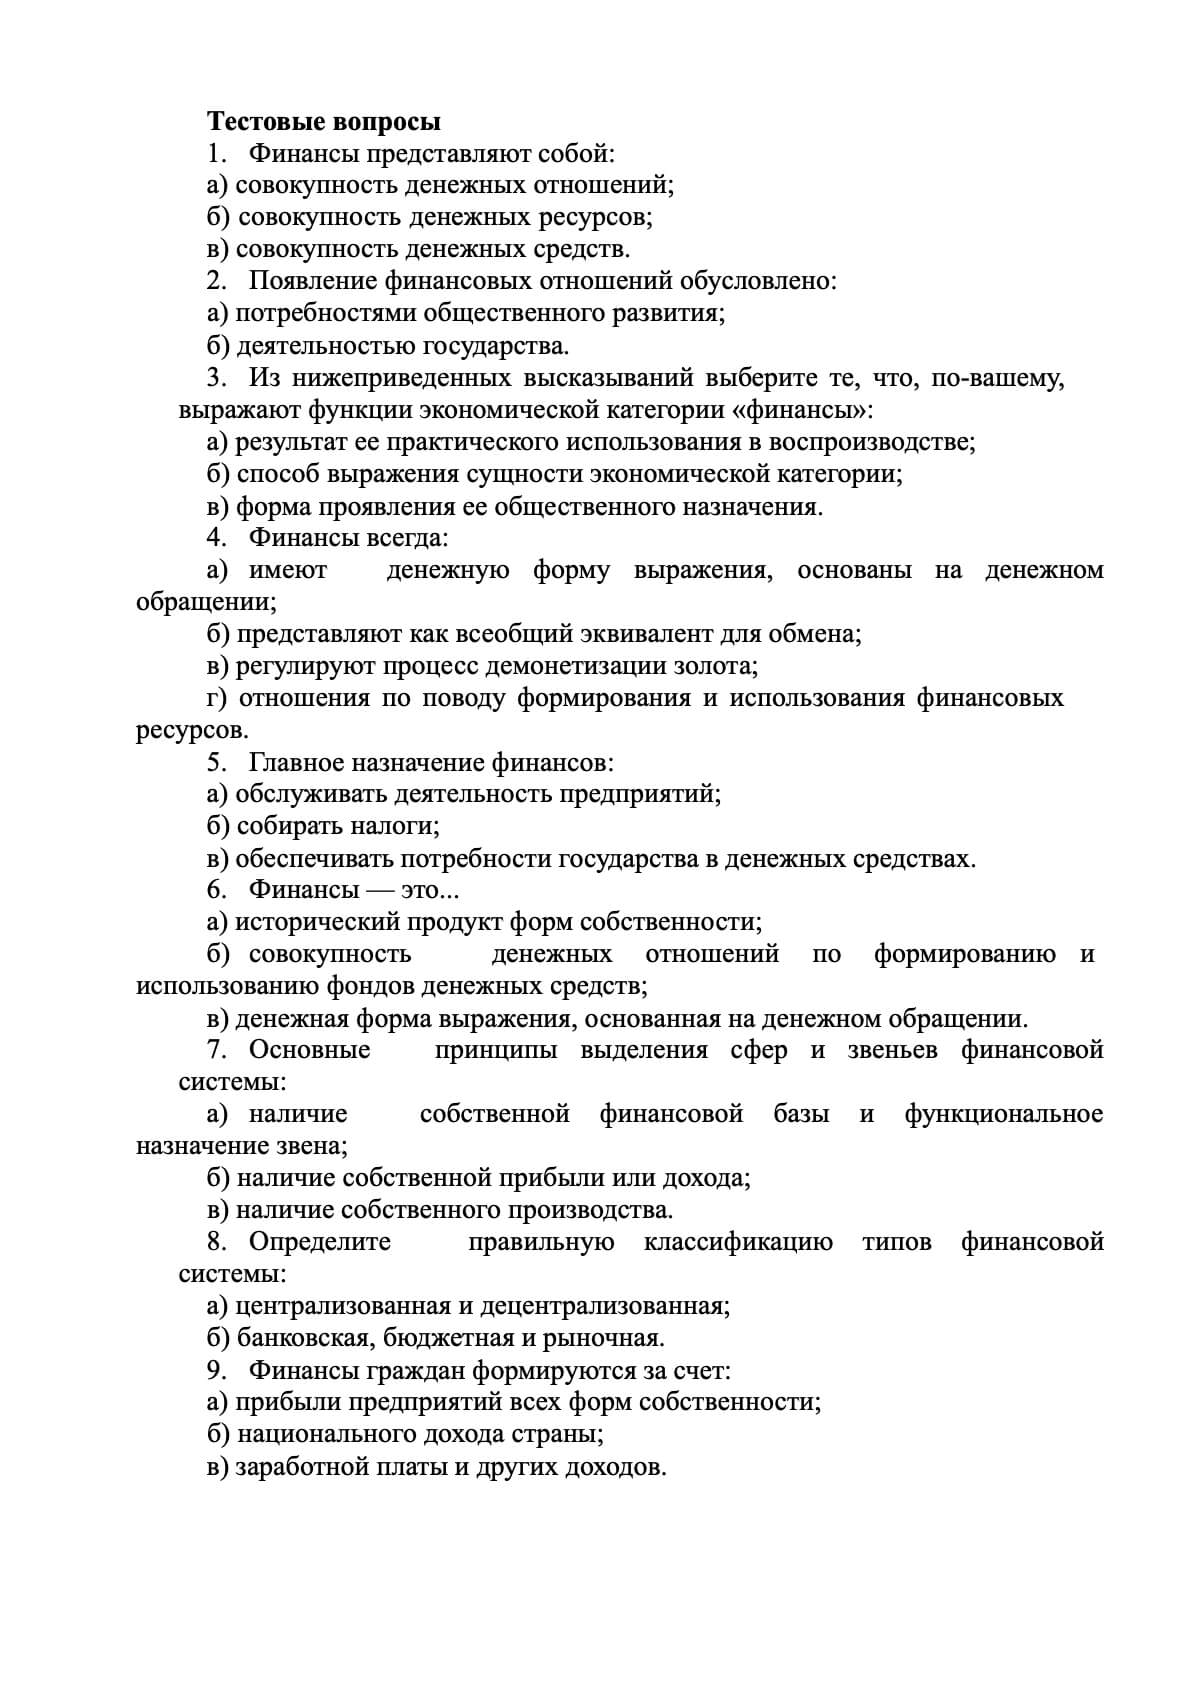 Тестовые вопросы
1. Финансы представляют собой:
а) совокупность денежных отношений;
б) совокупность денежных ресурсов;
в) совокупность денежных средств.
2. Появление финансовых отношений обусловлено:
а) потребностями общественного развития;
б) деятельностью государства.
3. Из нижеприведенных высказываний выберите те, что, по-вашему,
выражают функции экономической категории «финансы»:
а) результат ее практического использования в воспроизводстве;
б) способ выражения сущности экономической категории;
в) форма проявления ее общественного назначения.
4. Финансы всегда:
а) имеют денежную форму выражения, основаны на денежном
обращении;
б) представляют как всеобщий эквивалент для обмена;
в) регулируют процесс демонетизации золота;
г) отношения по поводу формирования и использования финансовых
ресурсов.
5. Главное назначение финансов:
а) обслуживать деятельность предприятий;
б) собирать налоги;
в) обеспечивать потребности государства в денежных средствах.
6. Финансы — это...
а) исторический продукт форм собственности;
б) совокупность денежных отношений по формированию и
использованию фондов денежных средств;
в) денежная форма выражения, основанная на денежном обращении.
7. Основные принципы выделения сфер и звеньев финансовой
системы:
а) наличие собственной финансовой базы и функциональное
назначение звена;
б) наличие собственной прибыли или дохода;
в) наличие собственного производства.
8. Определите правильную классификацию типов финансовой
системы:
а) централизованная и децентрализованная;
б) банковская, бюджетная и рыночная.
9. Финансы граждан формируются за счет:
а) прибыли предприятий всех форм собственности;
б) национального дохода страны;
в) заработной платы и других доходов.